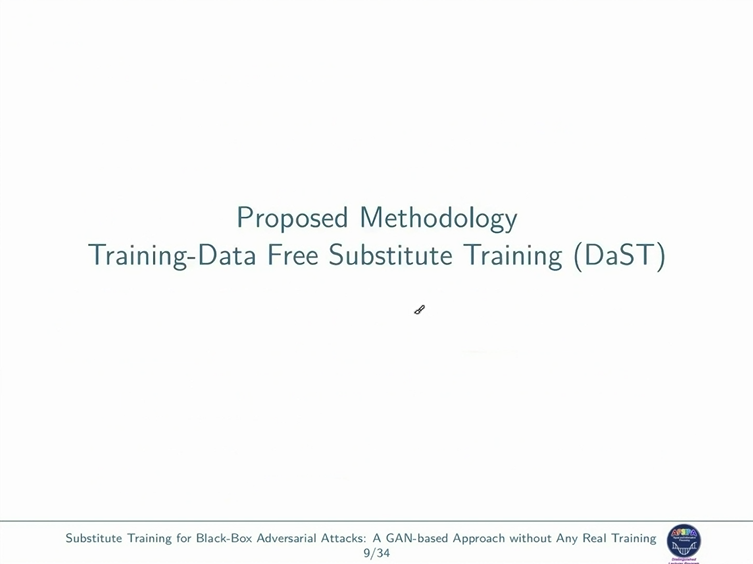 Proposed Methodology
Training-Data Free Substitute Training (DaST)
Substitute Training for Black-Box Adversarial Attacks: A GAN-based Approach without Any Real Training
9/34
APSIPA